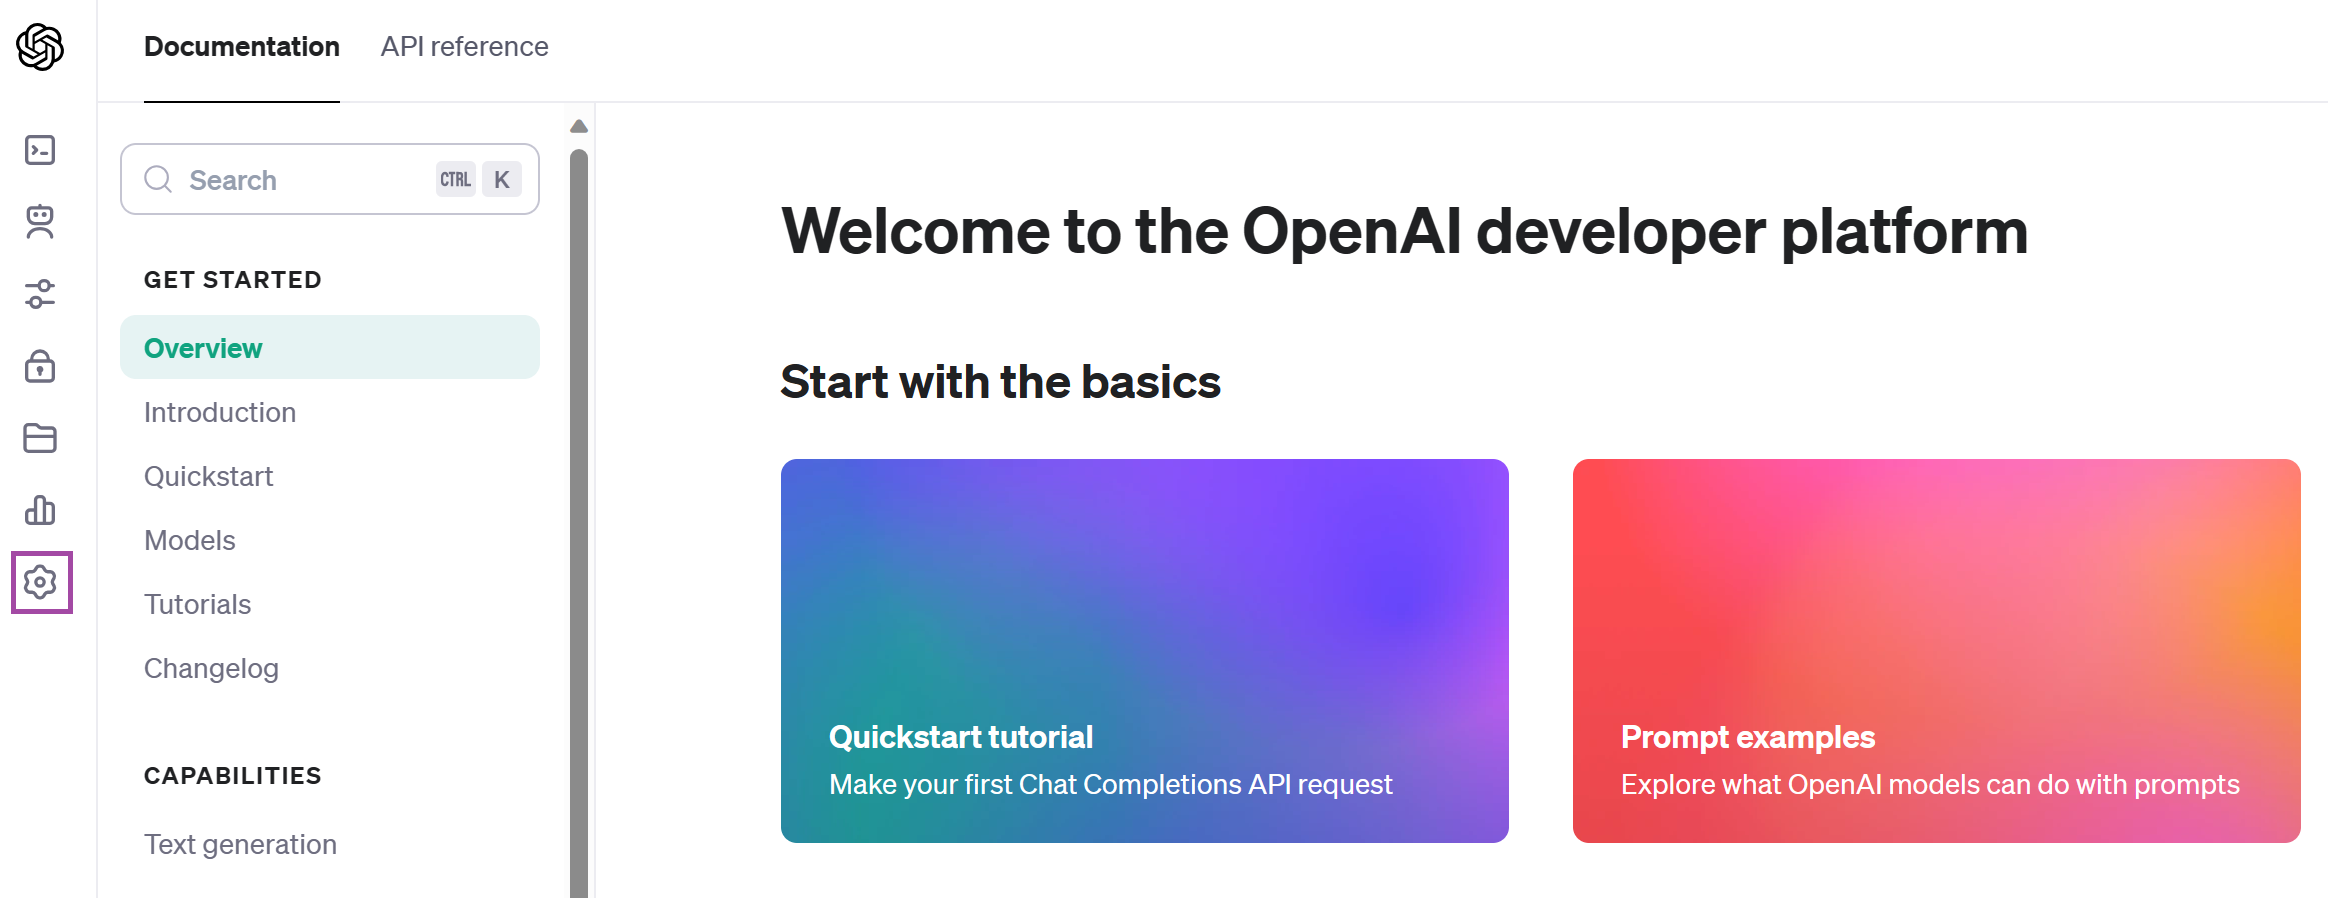 Documentation API reference
Search CTRL K
GET STARTED
Overview
Introduction
Quickstart
Models
Tutorials
Changelog
CAPABILITIES
Text generation
Welcome to the OpenAI developer platform
Start with the basics
Quickstart tutorial
Make your first Chat Completions API request
Prompt examples
Explore what OpenAI models can do with prompts